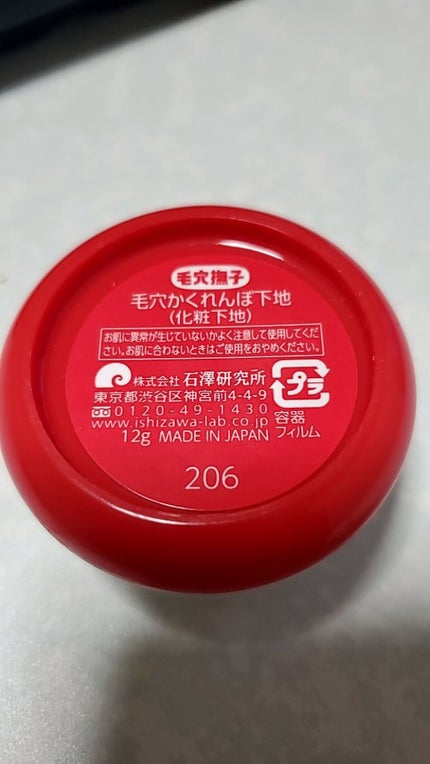 毛穴撫子
毛穴かくれんぼ下地
（化粧下地）
お肌に異常が生じていないかよく注意して使用してくだ
さい。お肌に合わないときはご使用をおやめください。
株式会社 石澤研究所
東京都渋谷区神宮前4-4-9
0120-49-1430
www.ishizawa-lab.co.jp
12g MADE IN JAPAN
プラ
容器
フィルム
206